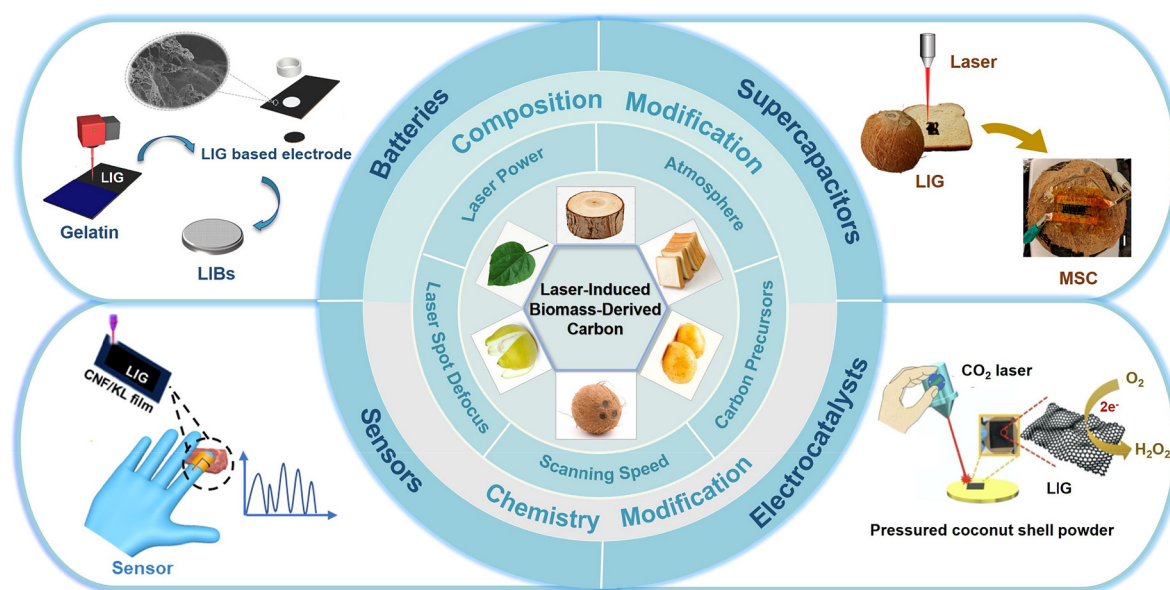 LIG
Gelatin
LIG based electrode
LIBs
Batteries
Composition
Modification
Supercapacitors
Laser
LIG
MSC
Laser Power
Atmosphere
Laser-Induced
Biomass-Derived
Carbon
Laser Spot Defocus
Carbon Precursors
Scanning Speed
Chemistry
Modification
Sensors
Electrocatalysts
LIG
CNF/KL film
Sensor
CO₂ laser
O₂
2e⁻
H₂O₂
LIG
Pressured coconut shell powder